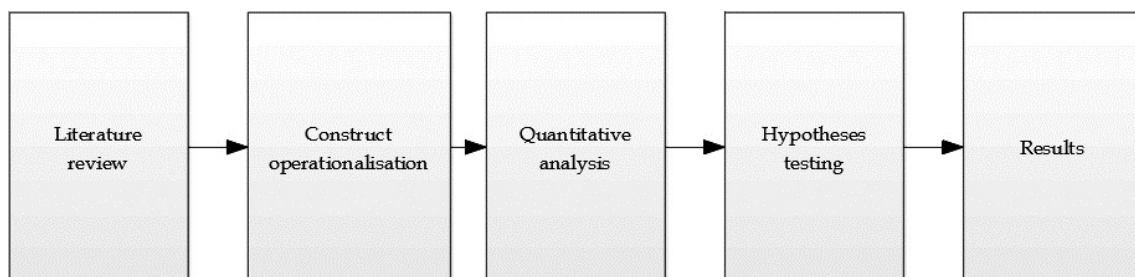 Literature
review
Construct
operationalisation
Quantitative
analysis
Hypotheses
testing
Results